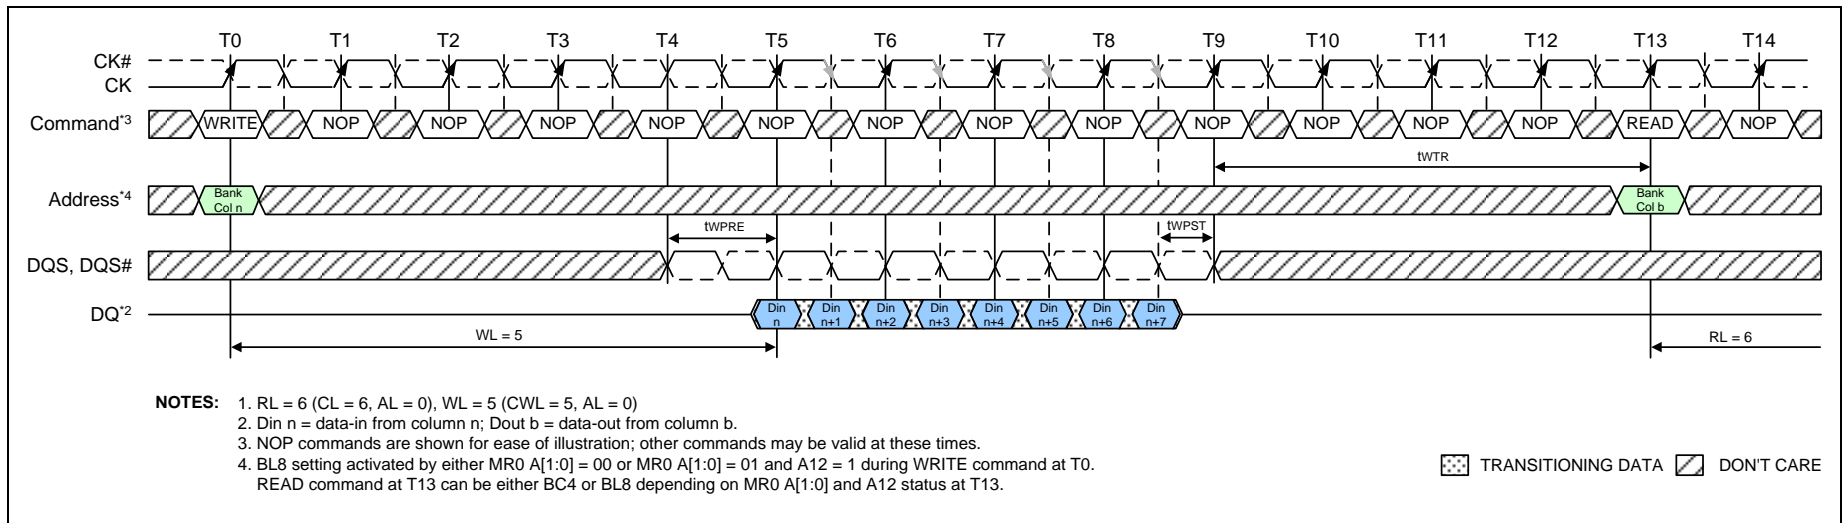 T0 T1 T2 T3 T4 T5 T6 T7 T8 T9 T10 T11 T12 T13 T14
CK#
CK
Command*3 WRITE NOP NOP NOP NOP NOP NOP NOP NOP NOP NOP NOP NOP READ NOP
tWTR
Address*4 Bank Col n Bank Col b
tWPRE tWPST
DQS, DQS#
DQ*2 Din n Din n+1 Din n+2 Din n+3 Din n+4 Din n+5 Din n+6 Din n+7
WL = 5 RL = 6
NOTES: 1. RL = 6 (CL = 6, AL = 0), WL = 5 (CWL = 5, AL = 0)
2. Din n = data-in from column n; Dout b = data-out from column b.
3. NOP commands are shown for ease of illustration; other commands may be valid at these times.
4. BL8 setting activated by either MR0 A[1:0] = 00 or MR0 A[1:0] = 01 and A12 = 1 during WRITE command at T0.
READ command at T13 can be either BC4 or BL8 depending on MR0 A[1:0] and A12 status at T13.
TRANSITIONING DATA DON'T CARE